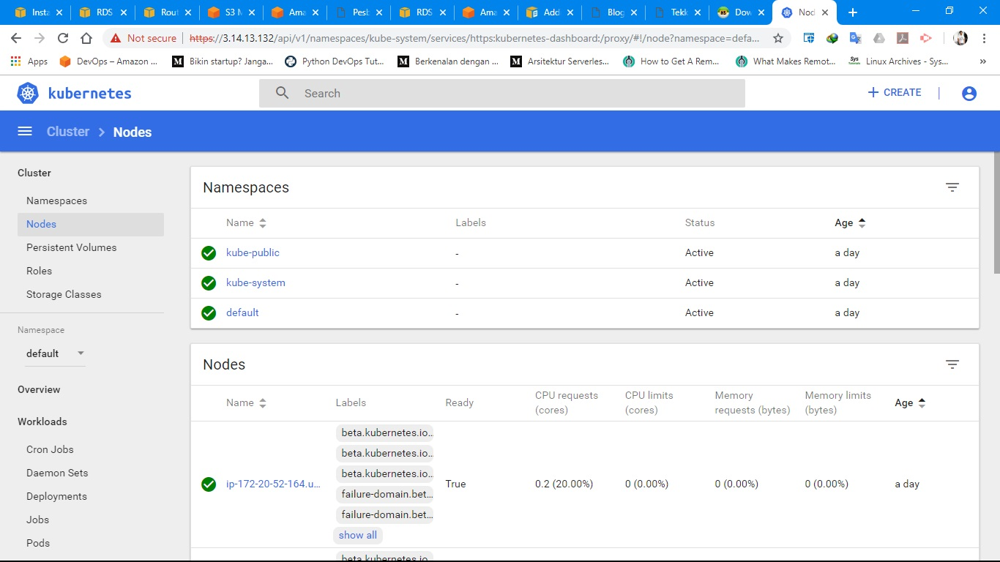 Insta
RDS
Rout
S3 M
Ama
Pesb
RDS
Ama
Add
Blog
Tekk
Dow
Nod
Not secure
https://3.14.13.132/api/v1/namespaces/kube-system/services/https:kubernetes-dashboard:/proxy/#!/node?namespace=defa...
Apps
DevOps – Amazon ...
Bikin startup? Janga...
Python DevOps Tut...
Berkenalan dengan ...
Arsitektur Serverles...
How to Get A Rem...
What Makes Remot...
Linux Archives - Sys...
kubernetes
Search
+ CREATE
Cluster > Nodes
Cluster
Namespaces
Nodes
Persistent Volumes
Roles
Storage Classes
Namespace
default
Overview
Workloads
Cron Jobs
Daemon Sets
Deployments
Jobs
Pods
Namespaces
Name Labels Status Age
kube-public - Active a day
kube-system - Active a day
default - Active a day
Nodes
Name Labels Ready CPU requests (cores) CPU limits (cores) Memory requests (bytes) Memory limits (bytes) Age
beta.kubernetes.io...
beta.kubernetes.io...
beta.kubernetes.io...
failure-domain.bet...
failure-domain.bet...
show all
ip-172-20-52-164.u... True 0.2 (20.00%) 0 (0.00%) 0 (0.00%) 0 (0.00%) a day
beta.kubernetes.io...